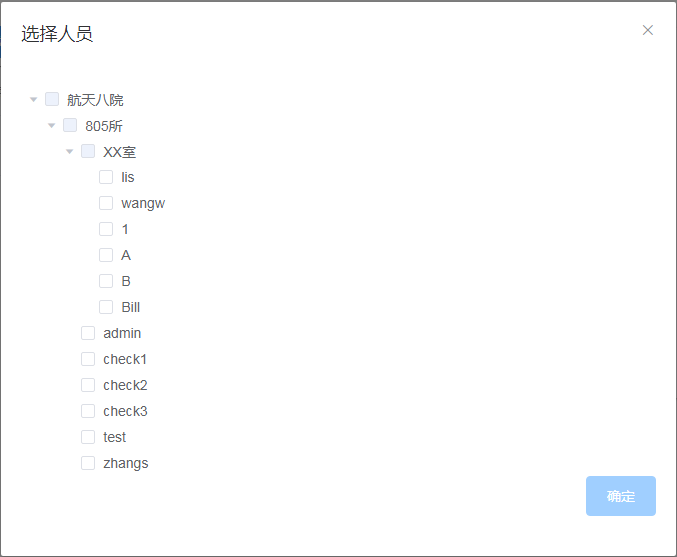 选择人员
航天八院
805所
XX室
lis
wangw
1
A
B
Bill
admin
check1
check2
check3
test
zhangs
确定